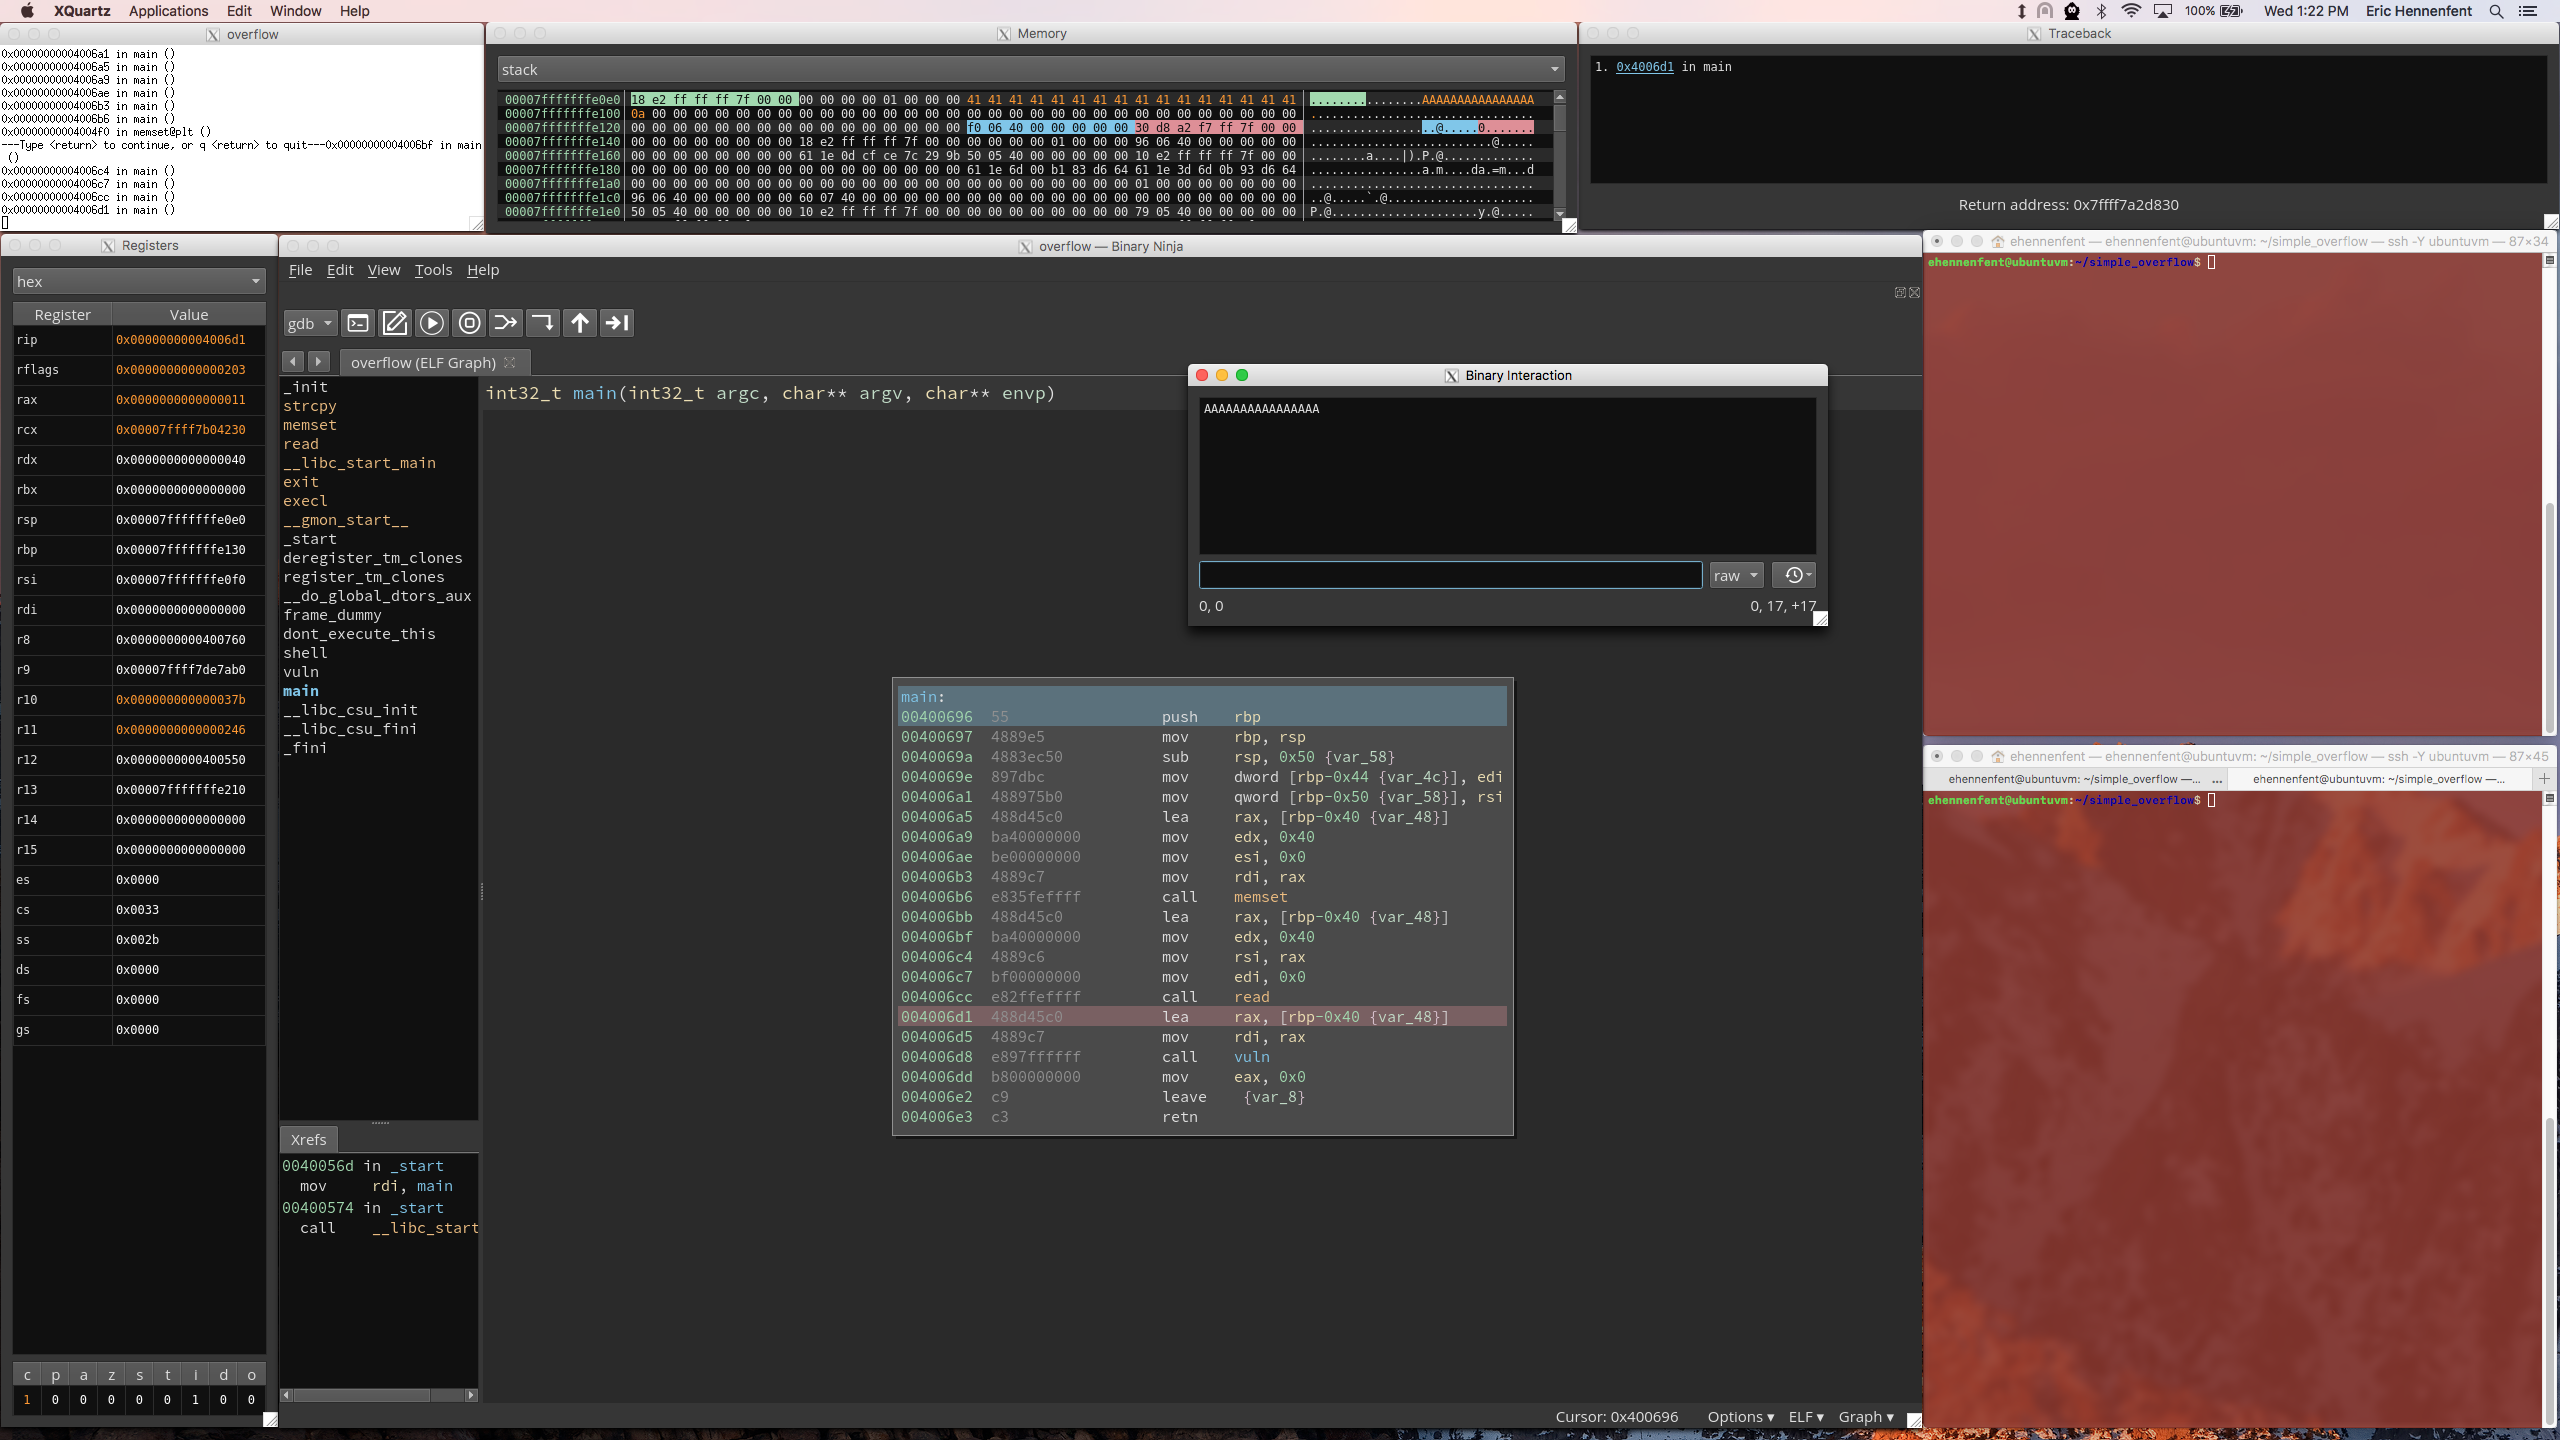 XQuartz Applications Edit Window Help
100% Wed 1:22 PM Eric Hennenfent
overflow
0x00000000004006a1 in main ()
0x00000000004006a5 in main ()
0x00000000004006a9 in main ()
0x00000000004006ae in main ()
0x00000000004006b3 in main ()
0x00000000004006b6 in main ()
0x00000000004004f0 in memset@plt ()
---Type <return> to continue, or q <return> to quit---0x00000000004006bf in main
()
0x00000000004006c4 in main ()
0x00000000004006c7 in main ()
0x00000000004006cc in main ()
0x00000000004006d1 in main ()
Memory
stack
00007fffffffe0e0 18 e2 ff ff ff 7f 00 00 00 00 00 00 01 00 00 00 41 41 41 41 41 41 41 41 41 41 41 41 41 41 41 41 ................AAAAAAAAAAAAAAAA
00007fffffffe100 0a 00 00 00 00 00 00 00 00 00 00 00 00 00 00 00 00 00 00 00 00 00 00 00 00 00 00 00 00 00 00 00 ................................
00007fffffffe120 00 00 00 00 00 00 00 00 00 00 00 00 00 00 00 00 f0 06 40 00 00 00 00 00 30 d8 a2 f7 ff 7f 00 00 ..................@.....0.......
00007fffffffe140 00 00 00 00 00 00 00 00 18 e2 ff ff ff 7f 00 00 00 00 00 00 01 00 00 00 96 06 40 00 00 00 00 00 ..........................@.....
00007fffffffe160 00 00 00 00 00 00 00 00 61 1e 0d cf ce 7c 29 9b 50 05 40 00 00 00 00 00 10 e2 ff ff ff 7f 00 00 ........a....|).P.@.............
00007fffffffe180 00 00 00 00 00 00 00 00 00 00 00 00 00 00 00 00 61 1e 6d 00 b1 83 d6 64 61 1e 3d 6d 0b 93 d6 64 ................a.m....da.=m...d
00007fffffffe1a0 00 00 00 00 00 00 00 00 00 00 00 00 00 00 00 00 00 00 00 00 00 00 00 00 01 00 00 00 00 00 00 00 ................................
00007fffffffe1c0 96 06 40 00 00 00 00 00 60 07 40 00 00 00 00 00 00 00 00 00 00 00 00 00 00 00 00 00 00 00 00 00 ..@.....`.@.....................
00007fffffffe1e0 50 05 40 00 00 00 00 00 10 e2 ff ff ff 7f 00 00 00 00 00 00 00 00 00 00 79 05 40 00 00 00 00 00 P.@.....................y.@.....
Traceback
1. 0x4006d1 in main
Return address: 0x7ffff7a2d830
Registers
hex
Register Value
rip 0x00000000004006d1
rflags 0x0000000000000203
rax 0x0000000000000011
rcx 0x00007ffff7b04230
rdx 0x0000000000000040
rbx 0x0000000000000000
rsp 0x00007fffffffe0e0
rbp 0x00007fffffffe130
rsi 0x00007fffffffe0f0
rdi 0x0000000000000000
r8 0x0000000000400760
r9 0x00007ffff7de7ab0
r10 0x000000000000037b
r11 0x0000000000000246
r12 0x0000000000400550
r13 0x00007fffffffe210
r14 0x0000000000000000
r15 0x0000000000000000
es 0x0000
cs 0x0033
ss 0x002b
ds 0x0000
fs 0x0000
gs 0x0000
c p a z s t i d o
1 0 0 0 0 0 1 0 0
overflow — Binary Ninja
File Edit View Tools Help
gdb
overflow (ELF Graph)
_init
strcpy
memset
read
__libc_start_main
exit
execl
__gmon_start__
_start
deregister_tm_clones
register_tm_clones
__do_global_dtors_aux
frame_dummy
dont_execute_this
shell
vuln
main
__libc_csu_init
__libc_csu_fini
_fini
Xrefs
0040056d in _start
mov rdi, main
00400574 in _start
call __libc_start
int32_t main(int32_t argc, char** argv, char** envp)
Binary Interaction
AAAAAAAAAAAAAAAA
raw
0, 0
0, 17, +17
main:
00400696 55 push rbp
00400697 4889e5 mov rbp, rsp
0040069a 4883ec50 sub rsp, 0x50 {var_58}
0040069e 897dbc mov dword [rbp-0x44 {var_4c}], edi
004006a1 488975b0 mov qword [rbp-0x50 {var_58}], rsi
004006a5 488d45c0 lea rax, [rbp-0x40 {var_48}]
004006a9 ba40000000 mov edx, 0x40
004006ae be00000000 mov esi, 0x0
004006b3 4889c7 mov rdi, rax
004006b6 e835feffff call memset
004006bb 488d45c0 lea rax, [rbp-0x40 {var_48}]
004006bf ba40000000 mov edx, 0x40
004006c4 4889c6 mov rsi, rax
004006c7 bf00000000 mov edi, 0x0
004006cc e82ffeffff call read
004006d1 488d45c0 lea rax, [rbp-0x40 {var_48}]
004006d5 4889c7 mov rdi, rax
004006d8 e897ffffff call vuln
004006dd b800000000 mov eax, 0x0
004006e2 c9 leave {var_8}
004006e3 c3 retn
Cursor: 0x400696 Options ELF Graph
ehennenfent — ehennenfent@ubuntuvm: ~/simple_overflow — ssh -Y ubuntuvm — 87×34
ehennenfent@ubuntuvm:~/simple_overflow$
ehennenfent — ehennenfent@ubuntuvm: ~/simple_overflow — ssh -Y ubuntuvm — 87×45
ehennenfent@ubuntuvm: ~/simple_overflow —... ... ehennenfent@ubuntuvm: ~/simple_overflow —...
ehennenfent@ubuntuvm:~/simple_overflow$